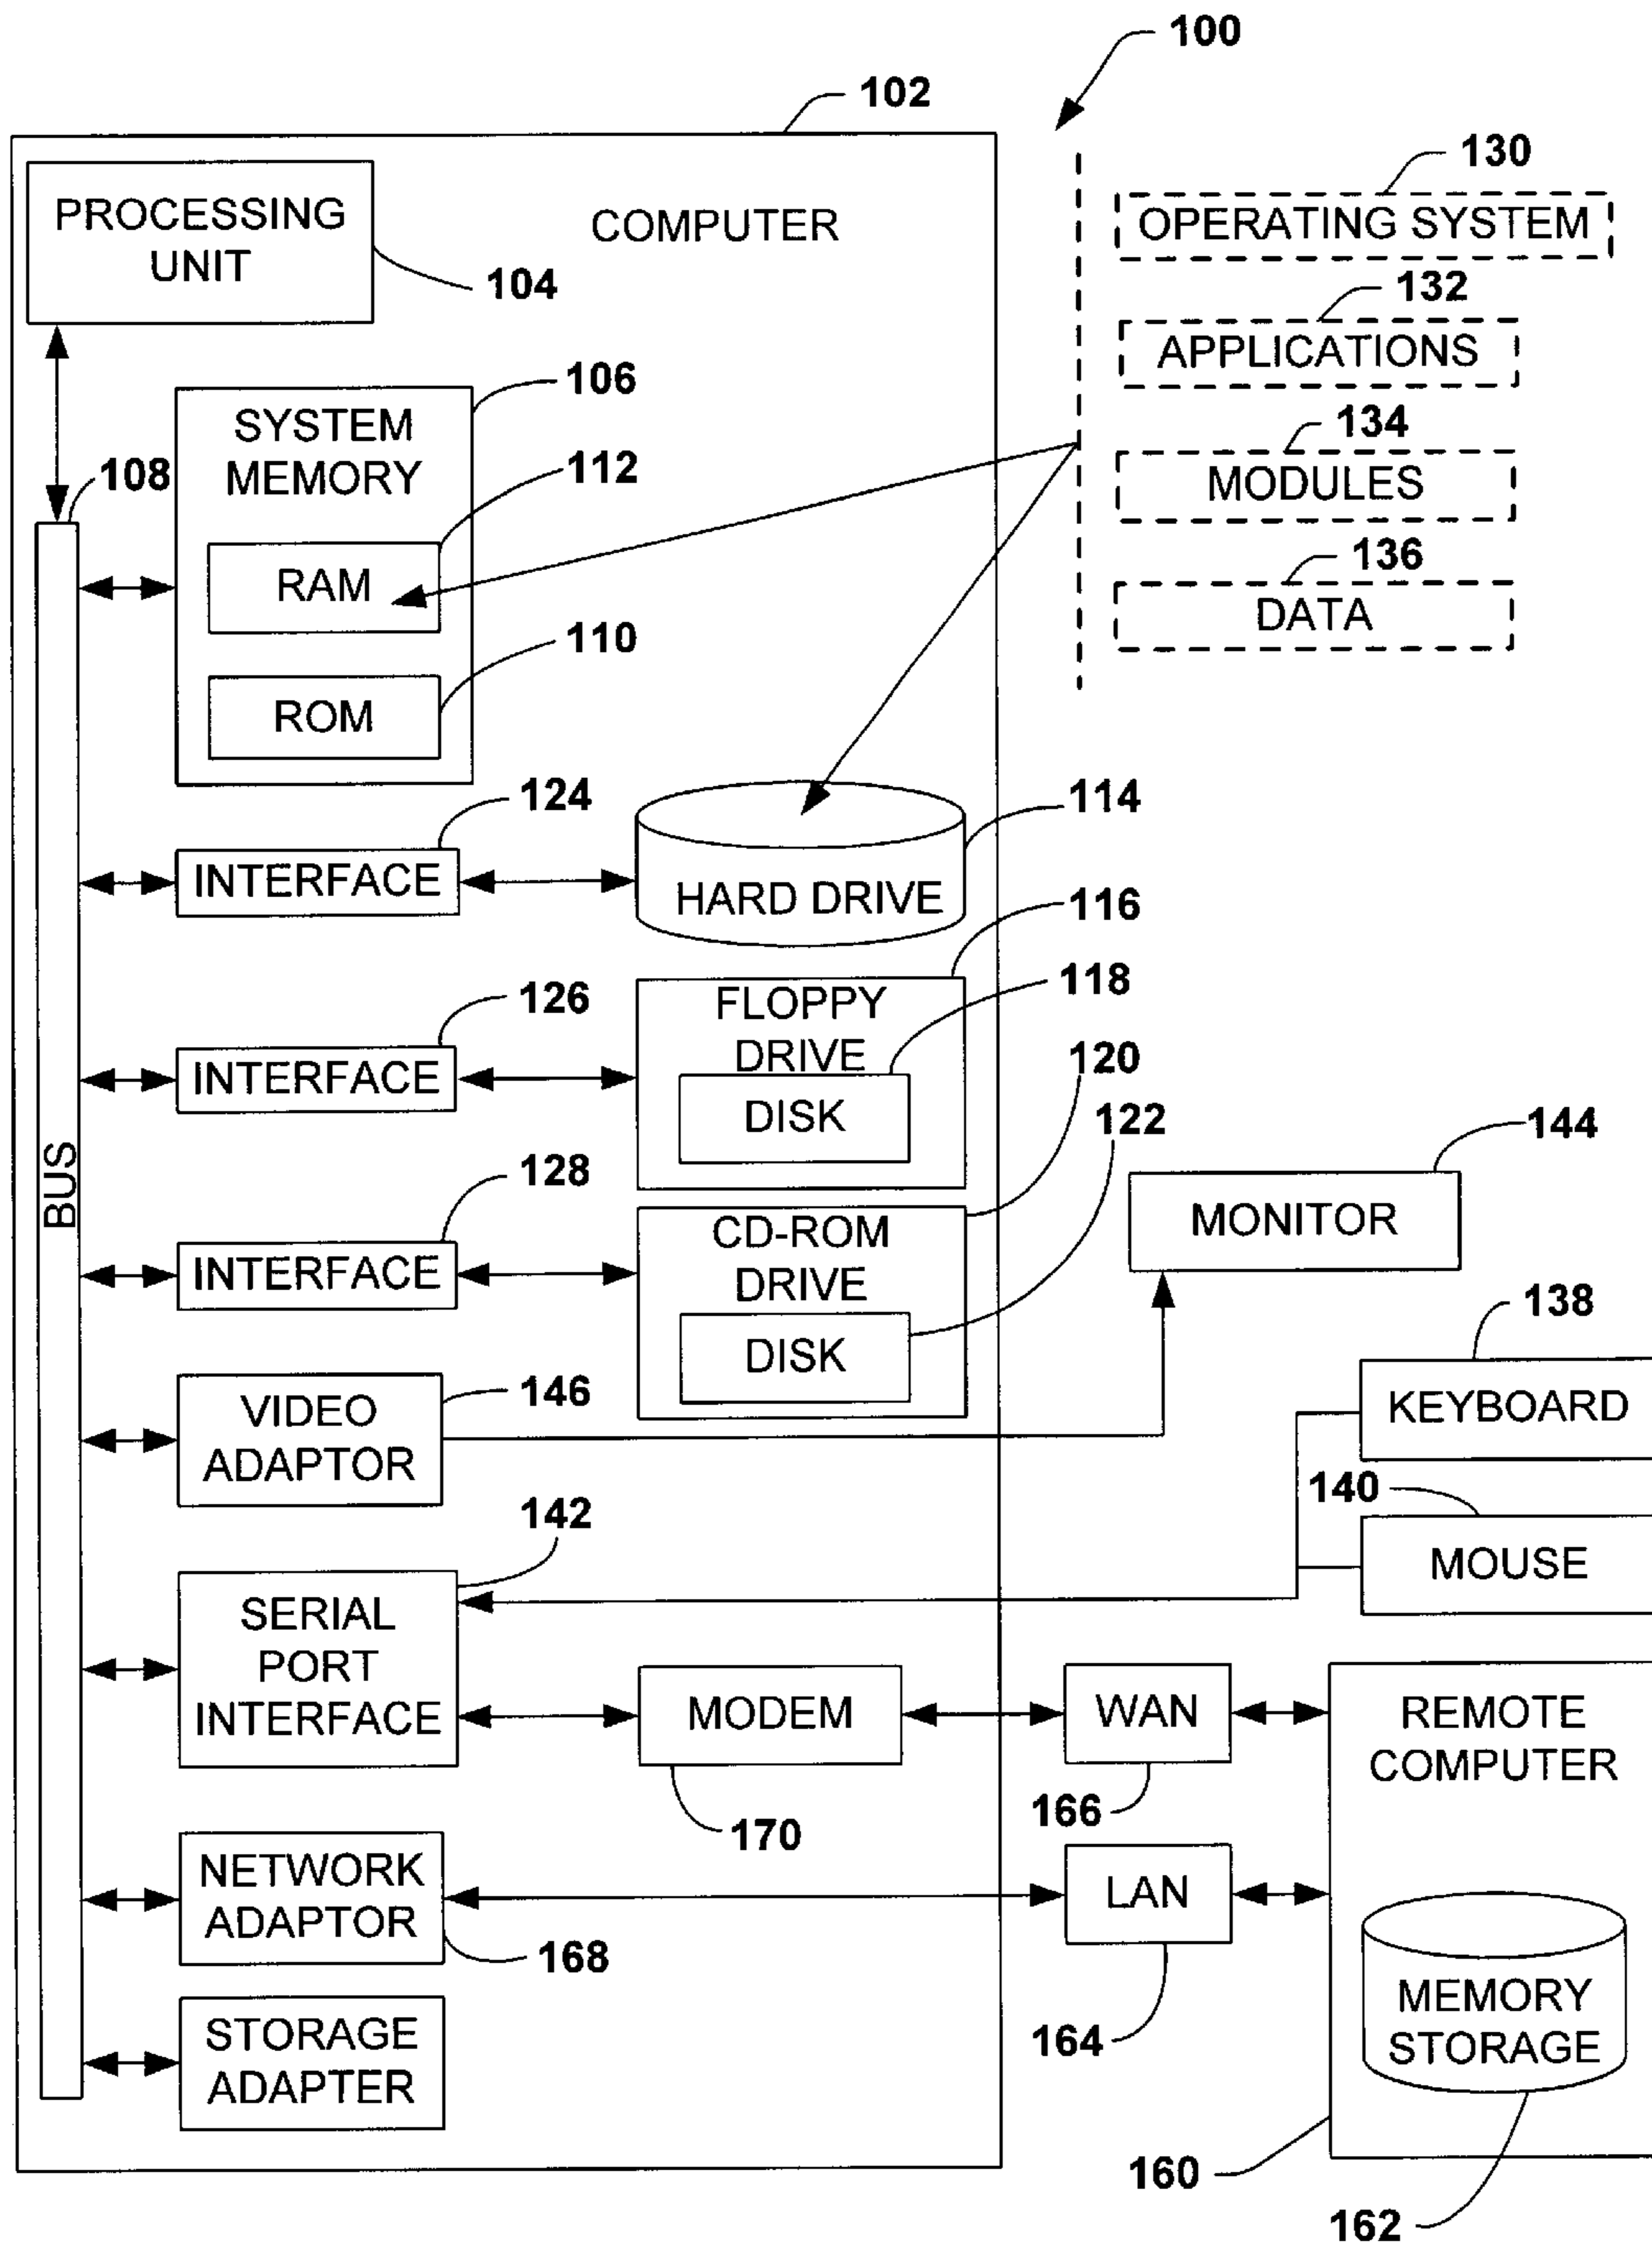 100
102
130
PROCESSING
UNIT
COMPUTER
OPERATING SYSTEM
104
132
APPLICATIONS
106
SYSTEM
MEMORY
134
108
112
MODULES
136
RAM
DATA
110
ROM
124
114
INTERFACE
HARD DRIVE
116
118
126
FLOPPY
DRIVE
120
INTERFACE
DISK
122
144
BUS
128
MONITOR
CD-ROM
DRIVE
INTERFACE
138
DISK
146
KEYBOARD
VIDEO
ADAPTOR
140
142
MOUSE
SERIAL
PORT
INTERFACE
MODEM
WAN
REMOTE
COMPUTER
166
170
NETWORK
ADAPTOR
LAN
168
MEMORY
STORAGE
STORAGE
ADAPTER
164
160
162